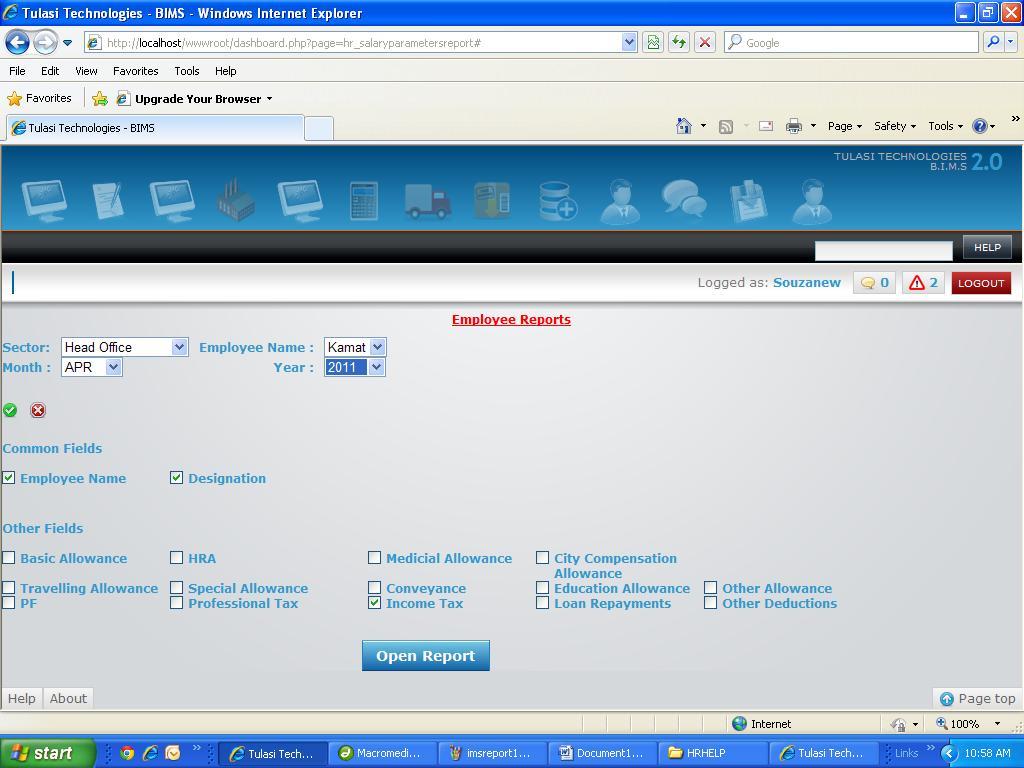 Tulasi Technologies - BIMS - Windows Internet Explorer
http://localhost/wwwroot/dashboard.php?page=hr_salaryparametersreport#
Google
File Edit View Favorites Tools Help
Favorites Upgrade Your Browser
Tulasi Technologies - BIMS
Page Safety Tools
TULASI TECHNOLOGIES 2.0
B.I.M.S
HELP
Logged as: Souzanew 0 2 LOGOUT
Employee Reports
Sector: Head Office Employee Name : Kamat
Month : APR Year : 2011
Common Fields
Employee Name Designation
Other Fields
Basic Allowance HRA Medicial Allowance City Compensation
Allowance
Travelling Allowance Special Allowance Conveyance Education Allowance Other Allowance
PF Professional Tax Income Tax Loan Repayments Other Deductions
Open Report
Help About Page top
Internet 100%
start Tulasi Tech... Macromedi... imsreport1... Document1... HRHELP Tulasi Tech... Links 10:58 AM